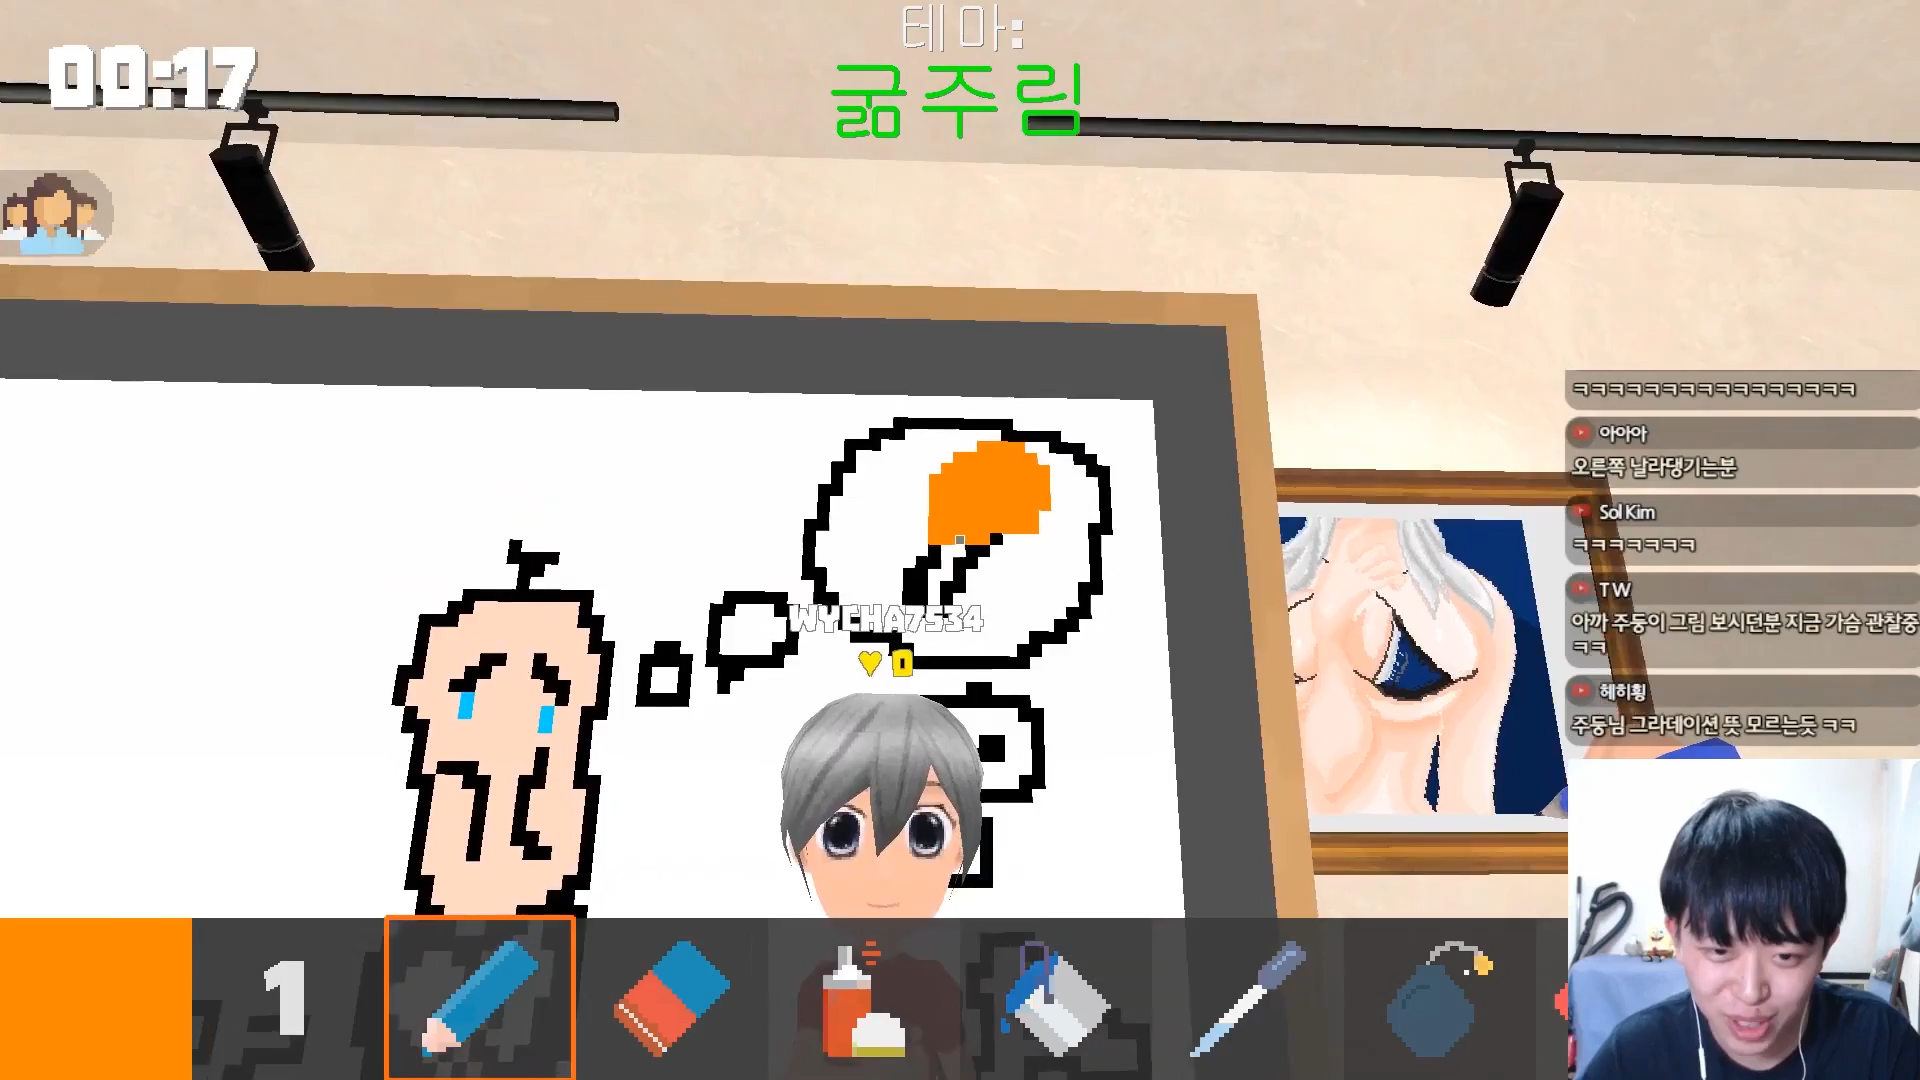 테마:
00:17
굶주림
ㅋㅋㅋㅋㅋㅋㅋㅋㅋㅋㅋㅋㅋㅋㅋㅋ
아아아
오른쪽 날라댕기는분
Sol Kim
ㅋㅋㅋㅋㅋㅋㅋ
TW
아까 주둥이 그림 보시던분 지금 가슴 관찰중
ㅋㅋ
헤히휭
주둥님 그라데이션 뜻 모르는듯 ㅋㅋ
WYCHA7534
0
1